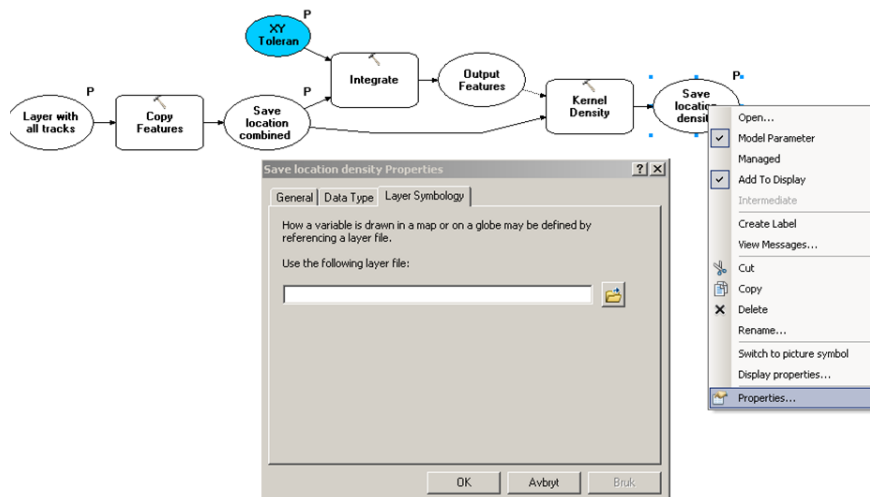 P
XY
Toleran
P
Layer with
all tracks
Copy
Features
P
Save
location
combined
Integrate
Output
Features
Kernel
Density
P
Save
location
densit
Save location density Properties
General
Data Type
Layer Symbology
How a variable is drawn in a map or on a globe may be defined by
referencing a layer file.
Use the following layer file:
OK
Avbryt
Bruk
Open...
Model Parameter
Managed
Add To Display
Intermediate
Create Label
View Messages...
Cut
Copy
Delete
Rename...
Switch to picture symbol
Display properties...
Properties...